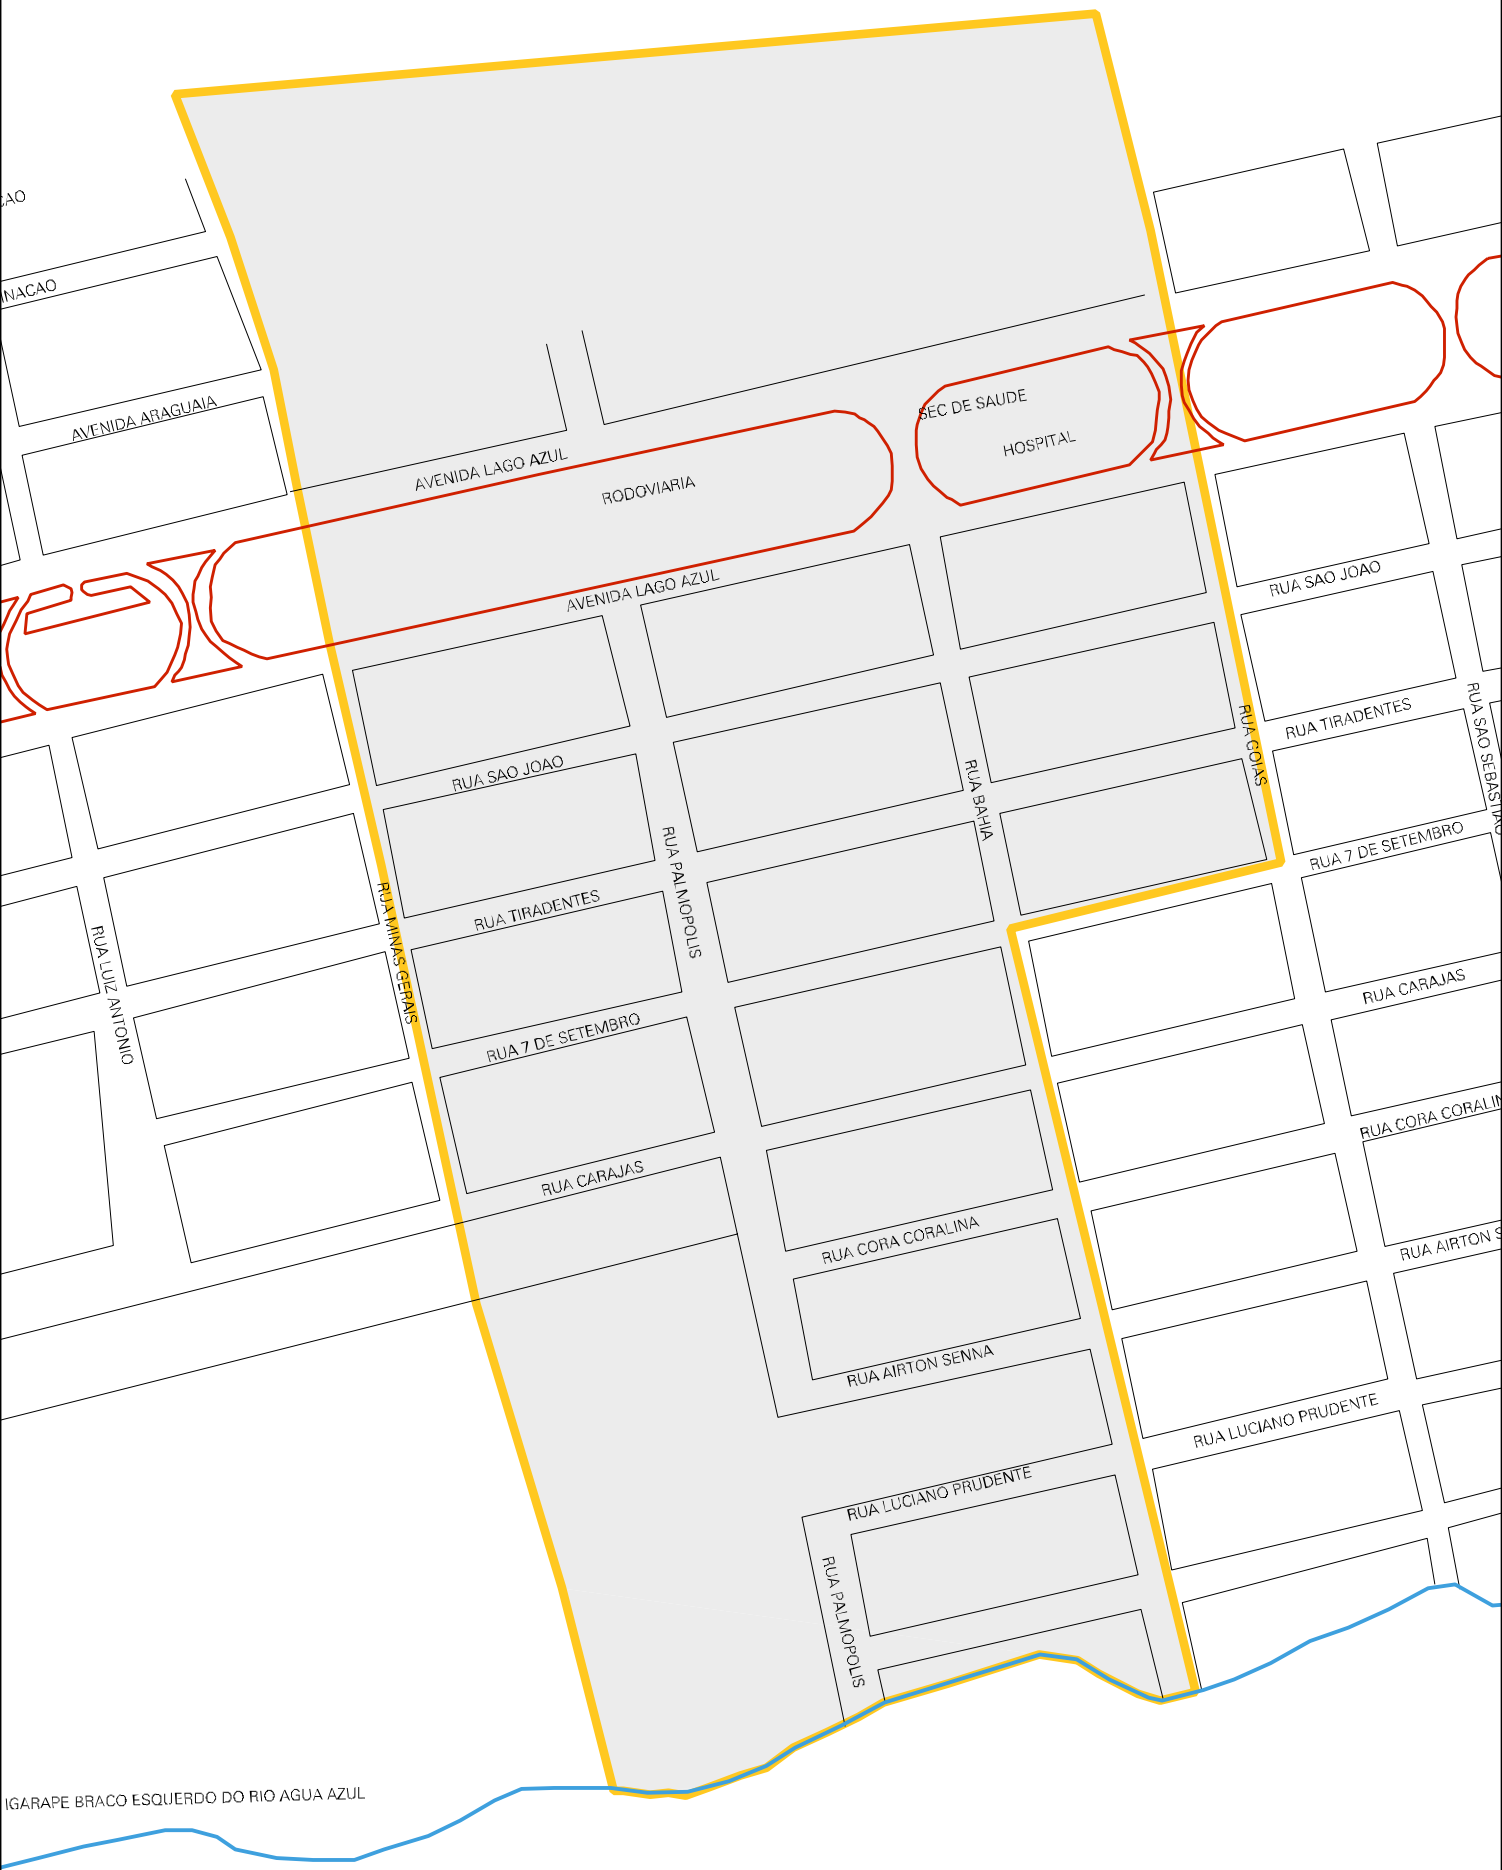 AVENIDA ARAGUAIA
SEC DE SAUDE
HOSPITAL
AVENIDA LAGO AZUL
RODOVIARIA
AVENIDA LAGO AZUL
RUA SAO JOAO
RUA TIRADENTES
RUA GOIAS
RUA SAO JOAO
RUA BAHIA
RUA 7 DE SETEMBRO
RUA PALMOPOLIS
RUA TIRADENTES
RUA MINAS GERAIS
RUA LUIZ ANTONIO
RUA CARAJAS
RUA 7 DE SETEMBRO
RUA CARAJAS
RUA CORA CORALINA
RUA AIRTON SENNA
RUA LUCIANO PRUDENTE
RUA LUCIANO PRUDENTE
RUA PALMOPOLIS
IGARAPE BRACO ESQUERDO DO RIO AGUA AZUL
RUA SAO SEBASTIAO
RUA CORA CORALIN
RUA AIRTON S
INACAO